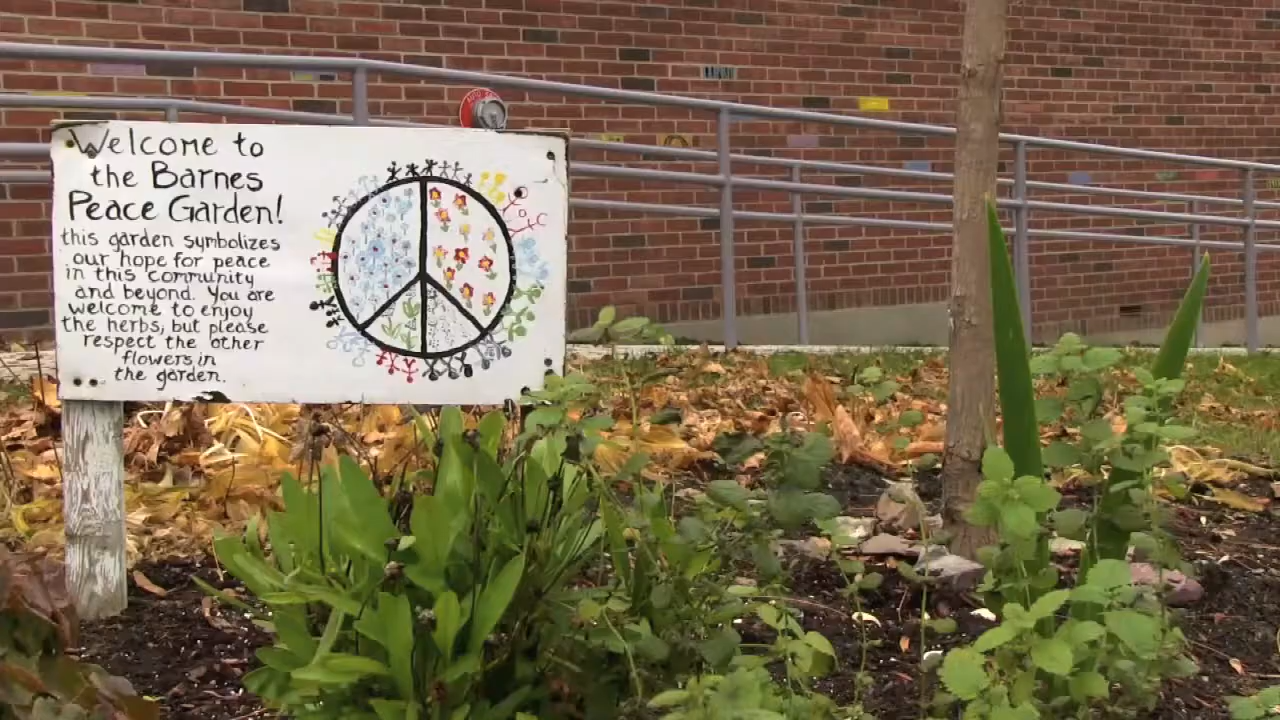 Welcome to
the Barnes
Peace Garden!
this garden symbolizes
our hope for peace
in this community
and beyond. You are
welcome to enjoy
the herbs, but please
respect the other
flowers in
the garden.